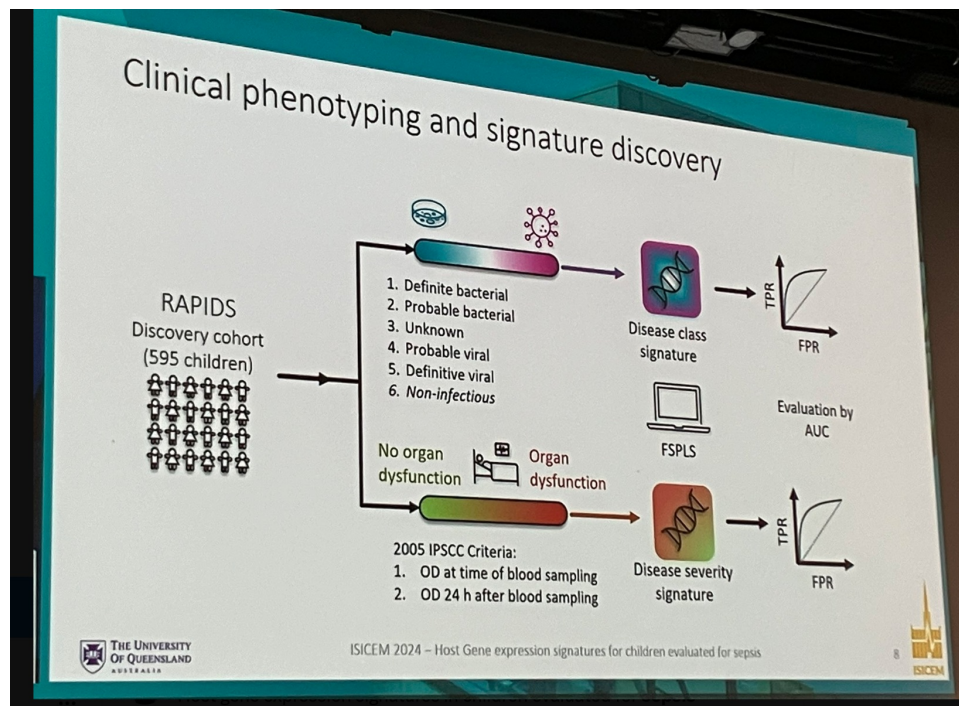 Clinical phenotyping and signature discovery
RAPIDS
Discovery cohort
(595 children)
1. Definite bacterial
2. Probable bacterial
3. Unknown
4. Probable viral
5. Definitive viral
6. Non-infectious
Disease class
signature
TPR
FPR
FSPLS
Evaluation by
AUC
No organ
dysfunction
Organ
dysfunction
2005 IPSCC Criteria:
1. OD at time of blood sampling
2. OD 24 h after blood sampling
Disease severity
signature
TPR
FPR
THE UNIVERSITY
OF QUEENSLAND
AUSTRALIA
ISICEM 2024 – Host Gene expression signatures for children evaluated for sepsis
8
ISICEM